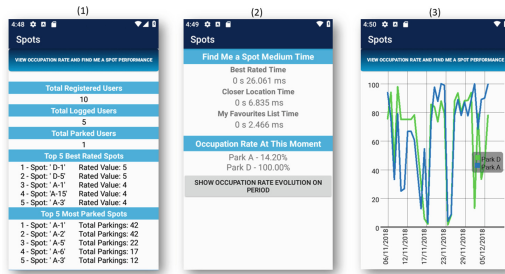 (1)
4:48
Spots
VIEW OCCUPATION RATE AND FIND ME A SPOT PERFORMANCE
Total Registered Users
10
Total Logged Users
5
Total Parked Users
1
Top 5 Best Rated Spots
1 - Spot: ' D-1' Rated Value: 5
2 - Spot: ' D-5' Rated Value: 4
3 - Spot: ' A-1' Rated Value: 4
4 - Spot: ' A-15' Rated Value: 4
5 - Spot: ' A-3' Rated Value: 4
Top 5 Most Parked Spots
1 - Spot: ' A-1' Total Parkings: 42
2 - Spot: ' A-2' Total Parkings: 42
3 - Spot: ' A-5' Total Parkings: 22
4 - Spot: ' A-6' Total Parkings: 17
5 - Spot: ' A-3' Total Parkings: 12
(2)
4:49
Spots
Find Me a Spot Medium Time
Best Rated Time
0 s 26.061 ms
Closer Location Time
0 s 6.835 ms
My Favourites List Time
0 s 2.466 ms
Occupation Rate At This Moment
Park A - 14.20%
Park D - 100.00%
SHOW OCCUPATION RATE EVOLUTION ON PERIOD
(3)
4:50
Spots
VIEW OCCUPATION RATE AND FIND ME A SPOT PERFORMANCE
100
80
60
40
20
0
Park D
Park A
06/11/2018
12/11/2018
17/11/2018
23/11/2018
29/11/2018
05/12/2018